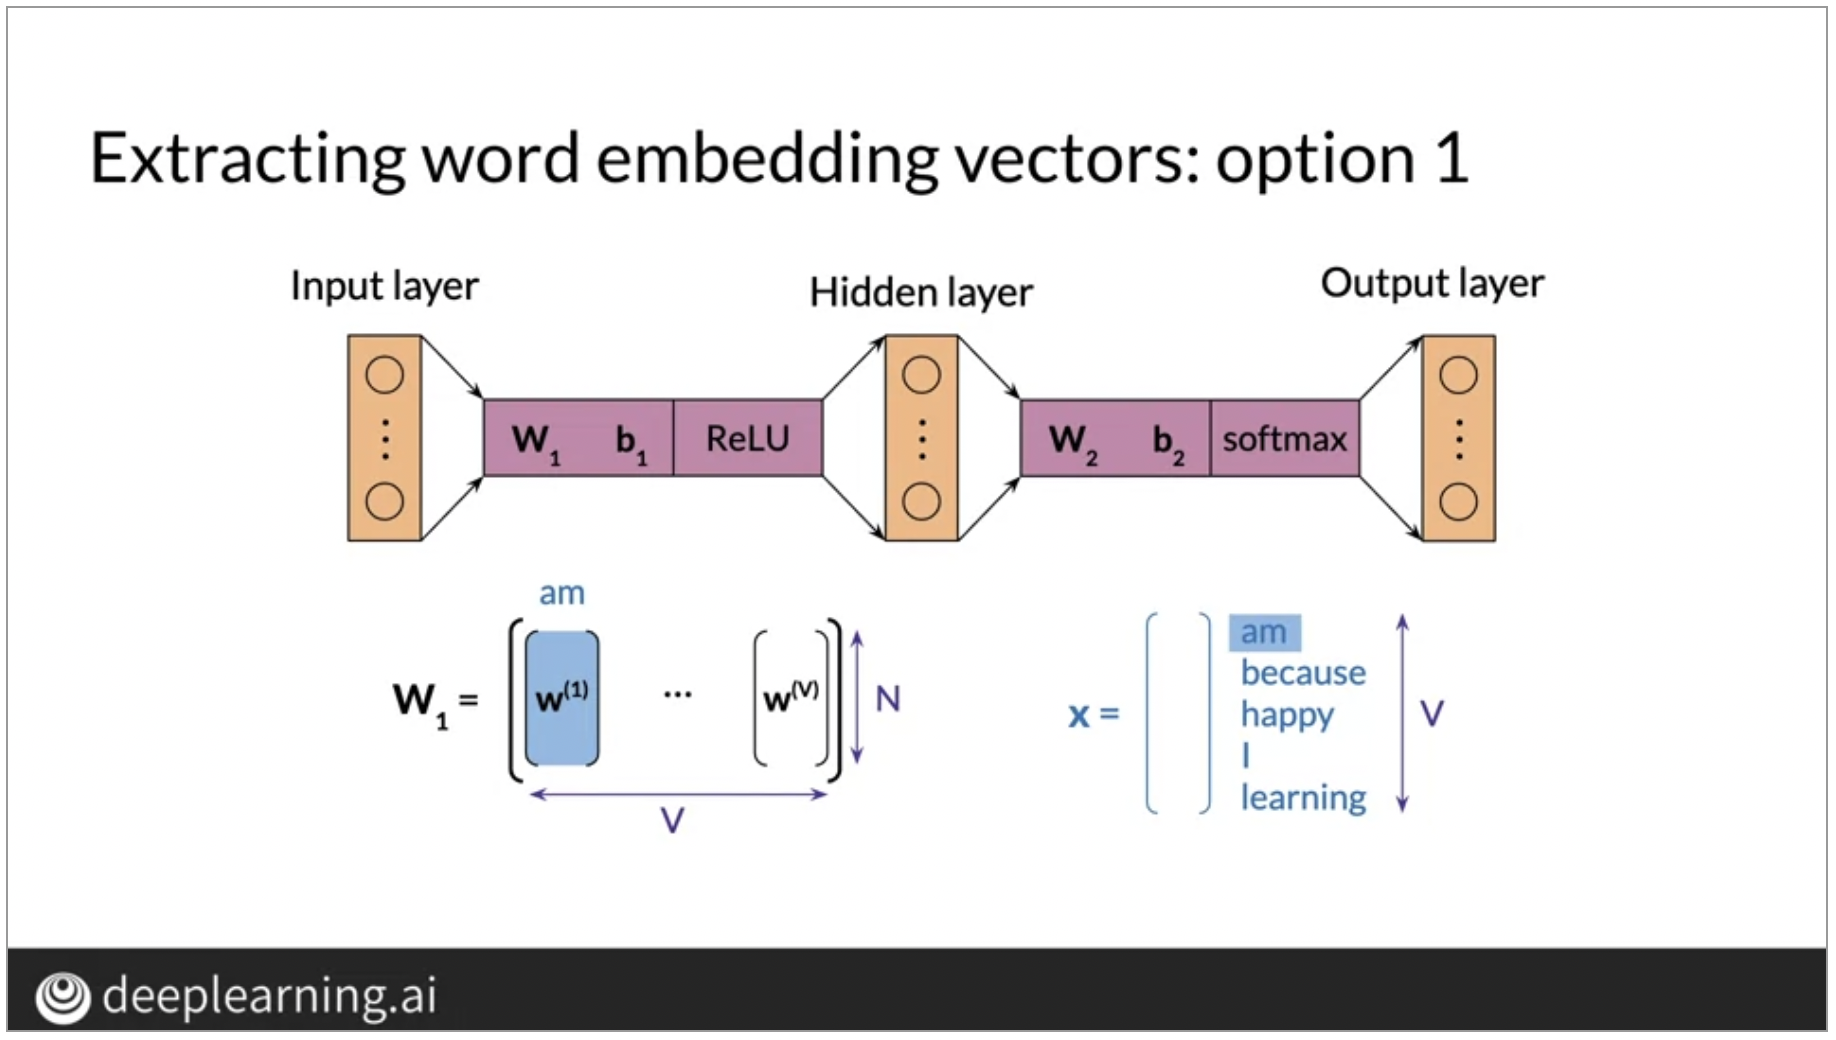 Extracting word embedding vectors: option 1
Input layer
Hidden layer
Output layer
W1 b1 ReLU
W2 b2 softmax
am
W1 = w(1) ... w(V) N
V
x =
am
because
happy
I
learning
V
deeplearning.ai